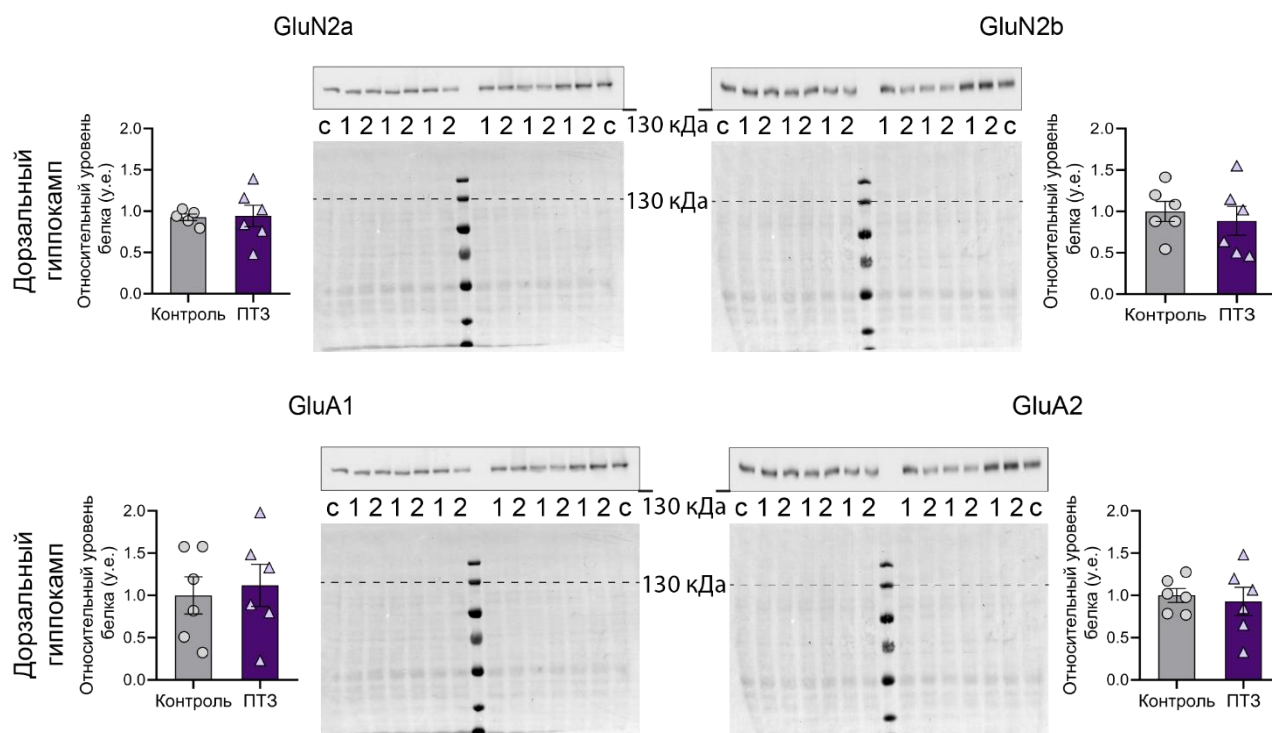 GluN2a
GluN2b
Дорзальный
гиппокамп
Относительный уровень
белка (у.е.)
2.0
1.5
1.0
0.5
0.0
Контроль ПТЗ
c 1 2 1 2 1 2 1 2 1 2 1 2 c
130 кДа
130 кДа
c 1 2 1 2 1 2 1 2 1 2 1 2 c
Относительный уровень
белка (у.е.)
2.0
1.5
1.0
0.5
0.0
Контроль ПТЗ
GluA1
GluA2
Дорзальный
гиппокамп
Относительный уровень
белка (у.е.)
2.0
1.5
1.0
0.5
0.0
Контроль ПТЗ
c 1 2 1 2 1 2 1 2 1 2 1 2 c
130 кДа
130 кДа
c 1 2 1 2 1 2 1 2 1 2 1 2 c
Относительный уровень
белка (у.е.)
2.0
1.5
1.0
0.5
0.0
Контроль ПТЗ